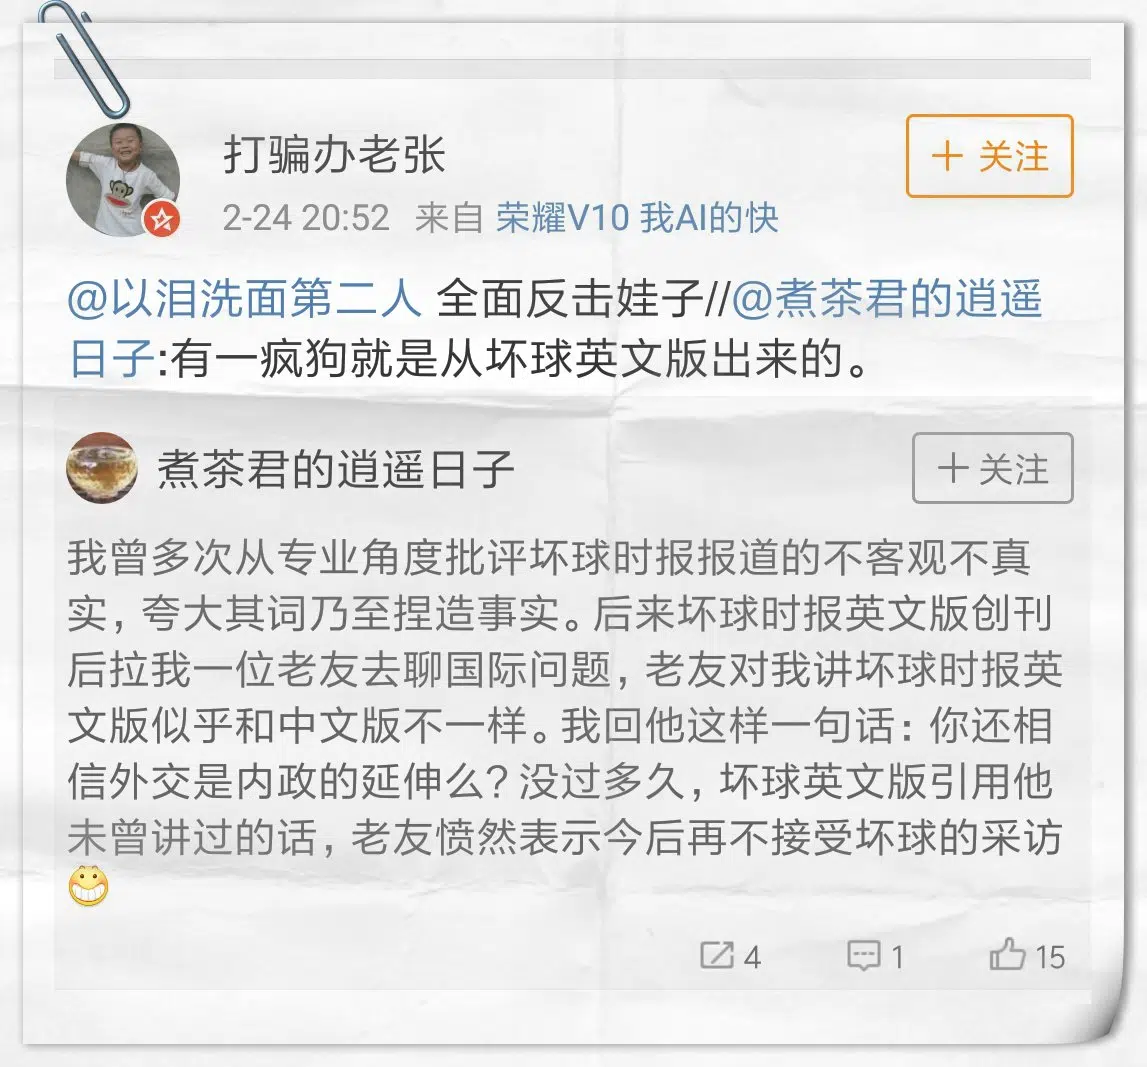 打骗办老张
+ 关注
2-24 20:52 来自 荣耀V10 我AI的快
@以泪洗面第二人 全面反击娃子//@煮茶君的逍遥
日子:有一疯狗就是从坏球英文版出来的。
煮茶君的逍遥日子
+ 关注
我曾多次从专业角度批评坏球时报报道的不客观不真
实，夸大其词乃至捏造事实。后来坏球时报英文版创刊
后拉我一位老友去聊国际问题，老友对我讲坏球时报英
文版似乎和中文版不一样。我回他这样一句话：你还相
信外交是内政的延伸么？没过多久，坏球英文版引用他
未曾讲过的话，老友愤然表示今后再不接受坏球的采访
4 1 15